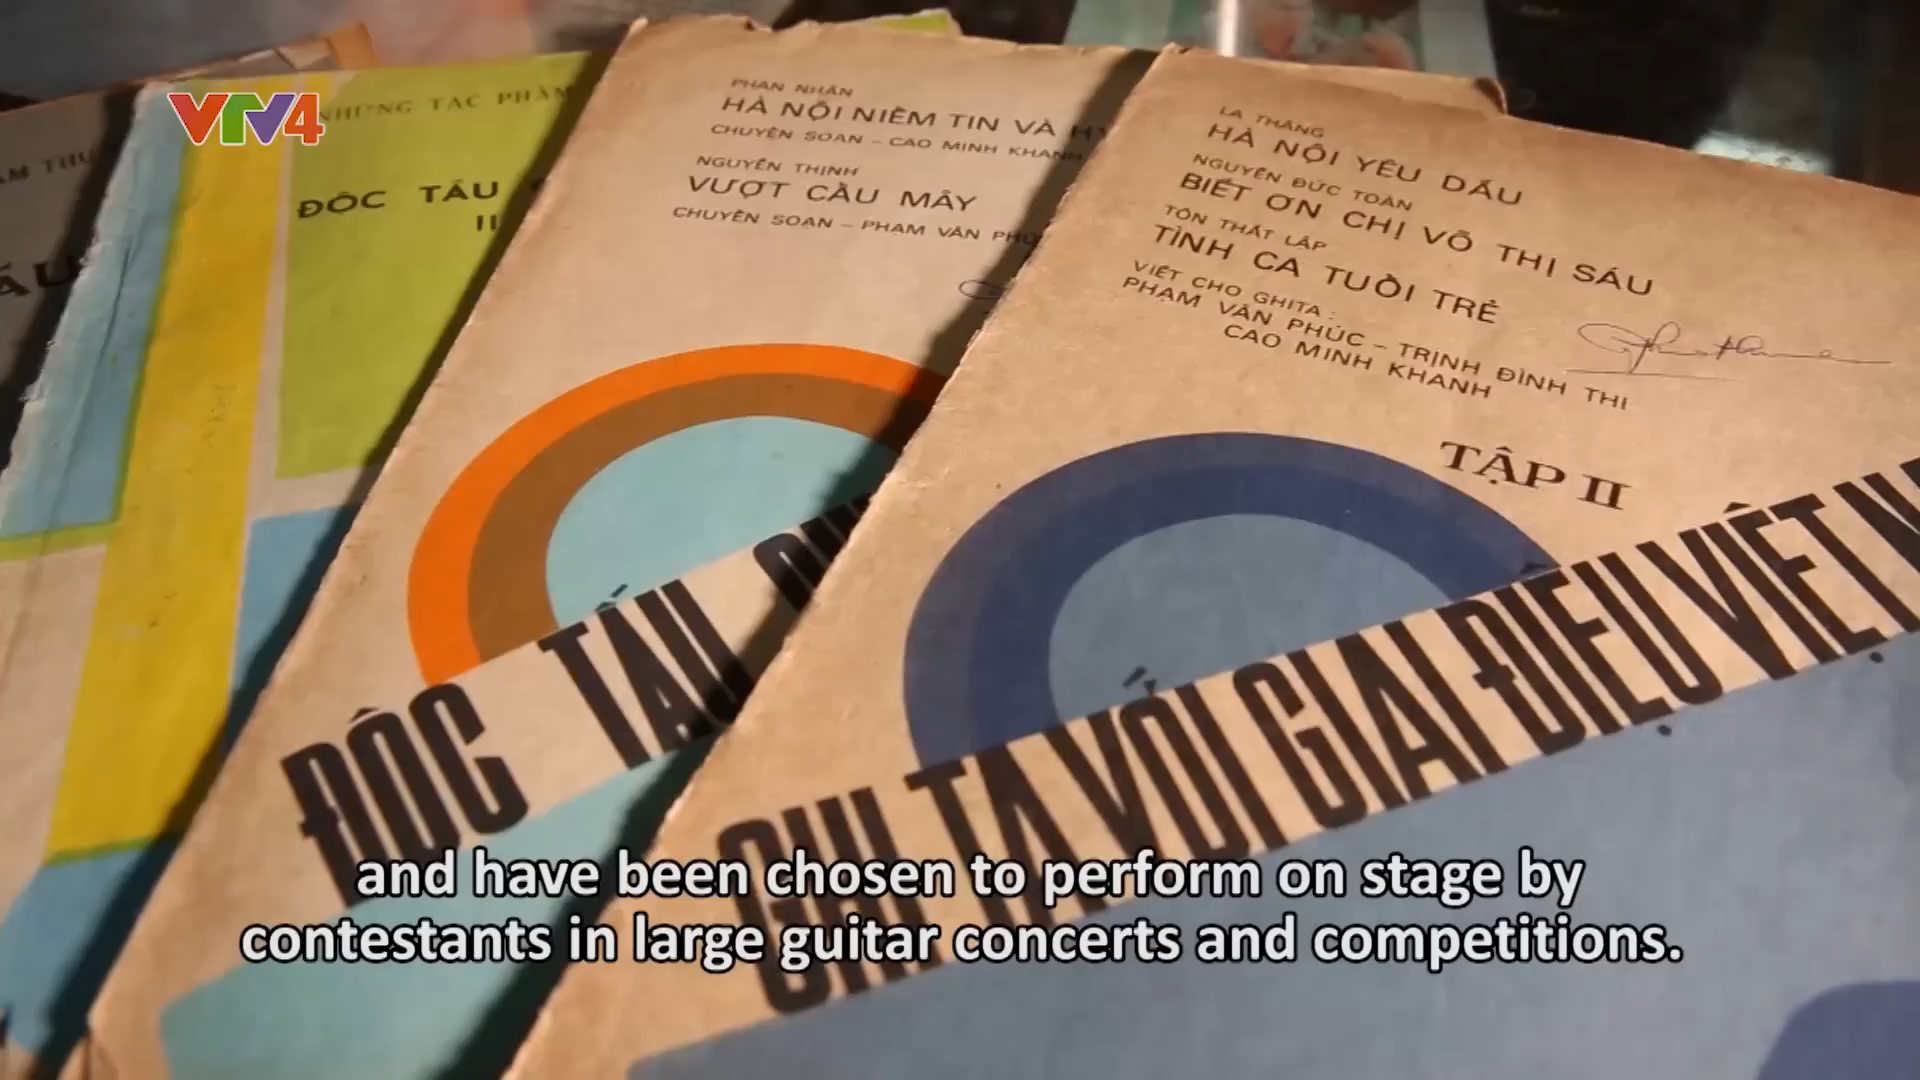 VTV4
NHỮNG TÁC PHẨM
ĐỘC TẤU
II
PHAN NHÂN
HÀ NỘI NIỀM TIN VÀ
CHUYỂN SOẠN – CAO MINH KHANH
NGUYÊN THỊNH
VƯỢT CẦU MÂY
CHUYỂN SOẠN – PHẠM VĂN PHÚ
ĐỘC TẤU
LA THĂNG
HÀ NỘI YÊU DẤU
NGUYỄN ĐỨC TOÀN
BIẾT ƠN CHỊ VÕ THỊ SÁU
TÔN THẤT LẬP
TÌNH CA TUỔI TRẺ
VIẾT CHO GHITA :
PHẠM VĂN PHÚC – TRỊNH ĐÌNH THI
CAO MINH KHANH
TẬP II
GHI TA VỚI GIAI ĐIỆU VIỆT
and have been chosen to perform on stage by
contestants in large guitar concerts and competitions.